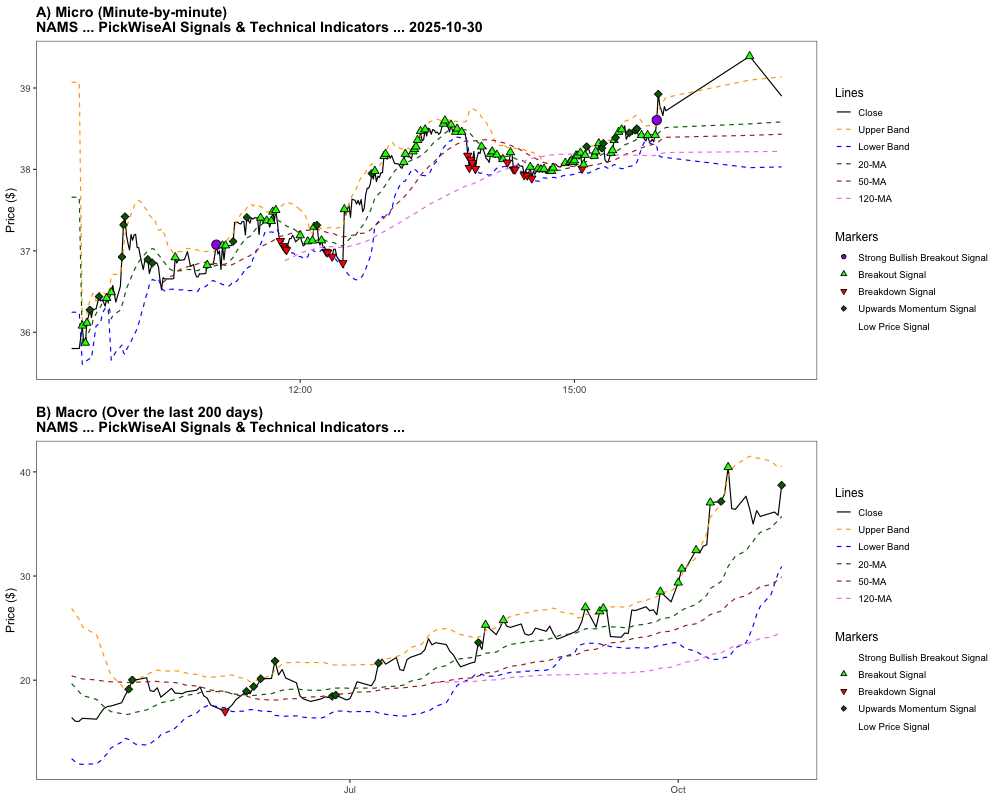 A) Micro (Minute-by-minute)
NAMS ... PickWiseAI Signals & Technical Indicators ... 2025-10-30
Price ($)
39
38
37
36
12:00
15:00
Lines
Close
Upper Band
Lower Band
20-MA
50-MA
120-MA
Markers
Strong Bullish Breakout Signal
Breakout Signal
Breakdown Signal
Upwards Momentum Signal
Low Price Signal
B) Macro (Over the last 200 days)
NAMS ... PickWiseAI Signals & Technical Indicators ...
Price ($)
40
30
20
Jul
Oct
Lines
Close
Upper Band
Lower Band
20-MA
50-MA
120-MA
Markers
Strong Bullish Breakout Signal
Breakout Signal
Breakdown Signal
Upwards Momentum Signal
Low Price Signal